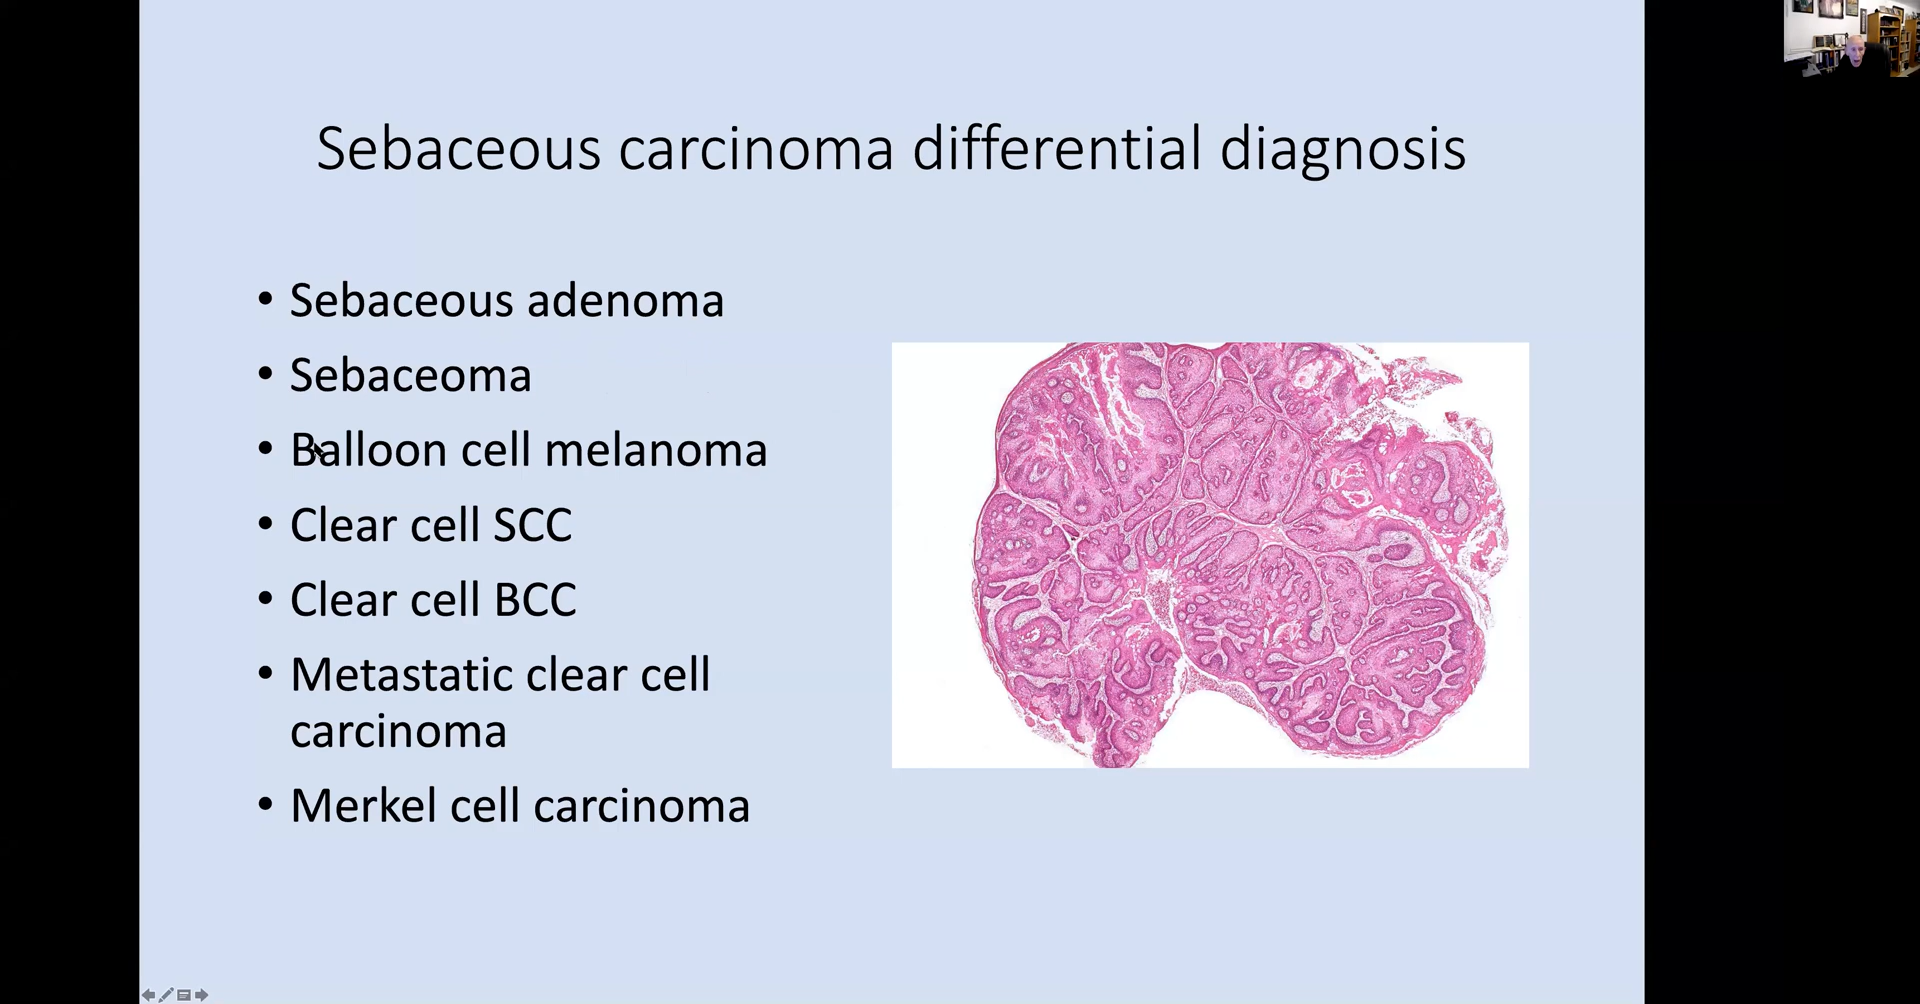 Sebaceous carcinoma differential diagnosis
• Sebaceous adenoma
• Sebaceoma
• Balloon cell melanoma
• Clear cell SCC
• Clear cell BCC
• Metastatic clear cell
carcinoma
• Merkel cell carcinoma